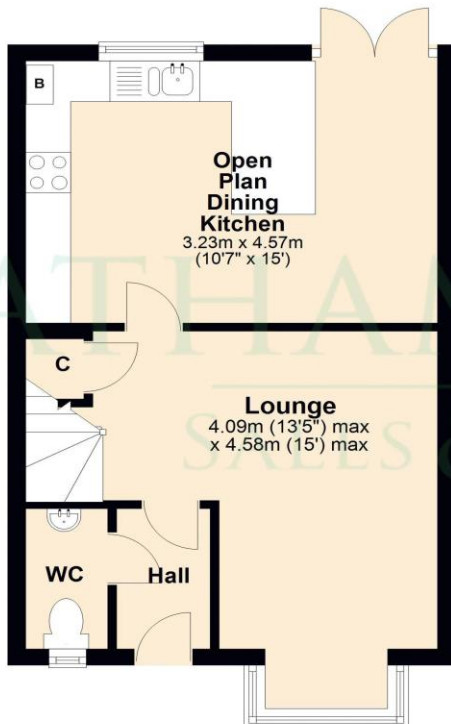 B
Open
Plan
Dining
Kitchen
3.23m x 4.57m
(10'7" x 15')
C
Lounge
4.09m (13'5") max
x 4.58m (15') max
WC
Hall
SALES